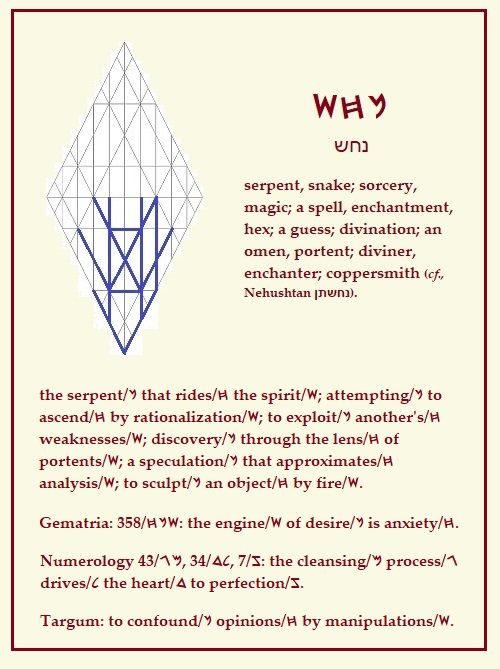 𐤍𐤇𐤔
נחש
serpent, snake; sorcery,
magic; a spell, enchantment,
hex; a guess; divination; an
omen, portent; diviner,
enchanter; coppersmith (cf.,
Nehushtan נחשתן).
the serpent/𐤍 that rides/𐤇 the spirit/𐤔; attempting/𐤍 to
ascend/𐤇 by rationalization/𐤔; to exploit/𐤍 another's/𐤇
weaknesses/𐤔; discovery/𐤍 through the lens/𐤇 of
portents/𐤔; a speculation/𐤍 that approximates/𐤇
analysis/𐤔; to sculpt/𐤍 an object/𐤇 by fire/𐤔.
Gematria: 358/𐤔𐤍𐤇: the engine/𐤔 of desire/𐤍 is anxiety/𐤇.
Numerology 43/𐤌𐤂, 34/𐤋𐤃, 7/𐤆: the cleansing/𐤌 process/𐤂
drives/𐤋 the heart/𐤃 to perfection/𐤆.
Targum: to confound/𐤍 opinions/𐤇 by manipulations/𐤔.